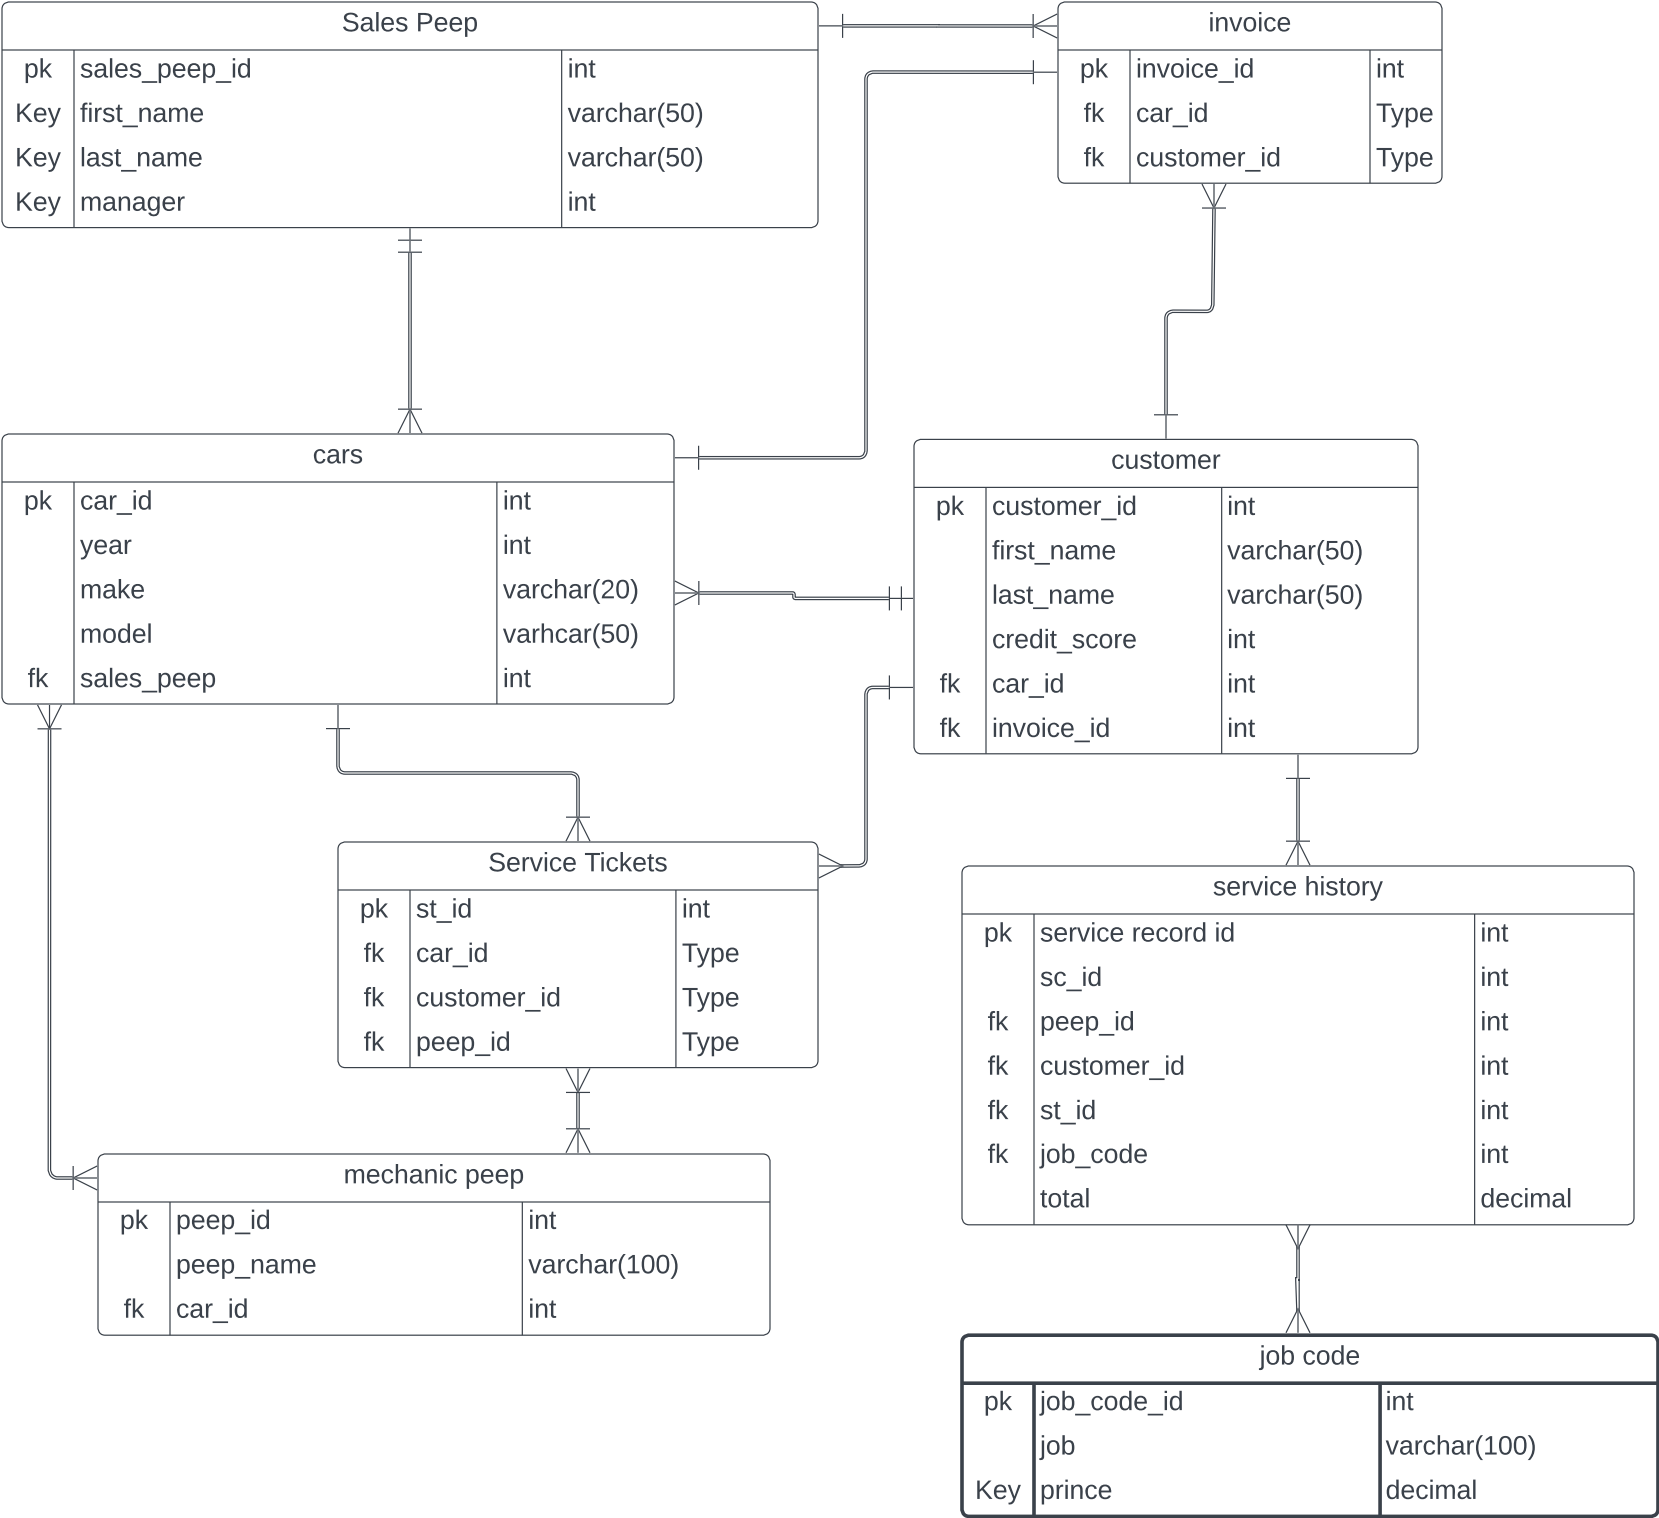 Sales Peep
pk sales_peep_id int
Key first_name varchar(50)
Key last_name varchar(50)
Key manager int
invoice
pk invoice_id int
fk car_id Type
fk customer_id Type
cars
pk car_id int
year int
make varchar(20)
model varhcar(50)
fk sales_peep int
customer
pk customer_id int
first_name varchar(50)
last_name varchar(50)
credit_score int
fk car_id int
fk invoice_id int
Service Tickets
pk st_id int
fk car_id Type
fk customer_id Type
fk peep_id Type
service history
pk service record id int
sc_id int
fk peep_id int
fk customer_id int
fk st_id int
fk job_code int
total decimal
mechanic peep
pk peep_id int
peep_name varchar(100)
fk car_id int
job code
pk job_code_id int
job varchar(100)
Key prince decimal